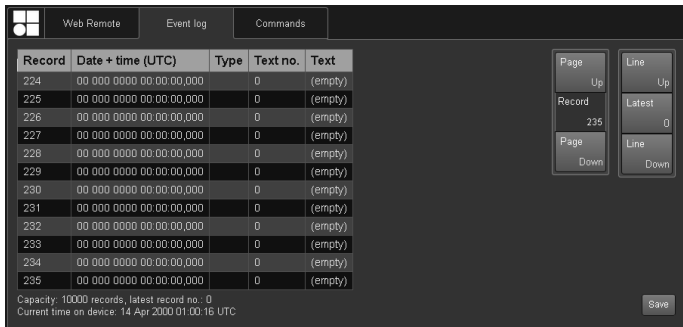 Web Remote Event log Commands
Record Date + time (UTC) Type Text no. Text
224 00 000 0000 00:00:00,000 0 (empty)
225 00 000 0000 00:00:00,000 0 (empty)
226 00 000 0000 00:00:00,000 0 (empty)
227 00 000 0000 00:00:00,000 0 (empty)
228 00 000 0000 00:00:00,000 0 (empty)
229 00 000 0000 00:00:00,000 0 (empty)
230 00 000 0000 00:00:00,000 0 (empty)
231 00 000 0000 00:00:00,000 0 (empty)
232 00 000 0000 00:00:00,000 0 (empty)
233 00 000 0000 00:00:00,000 0 (empty)
234 00 000 0000 00:00:00,000 0 (empty)
235 00 000 0000 00:00:00,000 0 (empty)
Capacity: 10000 records, latest record no.: 0
Current time on device: 14 Apr 2000 01:00:16 UTC
Page
Up
Record
235
Page
Down
Line
Up
Latest
0
Line
Down
Save